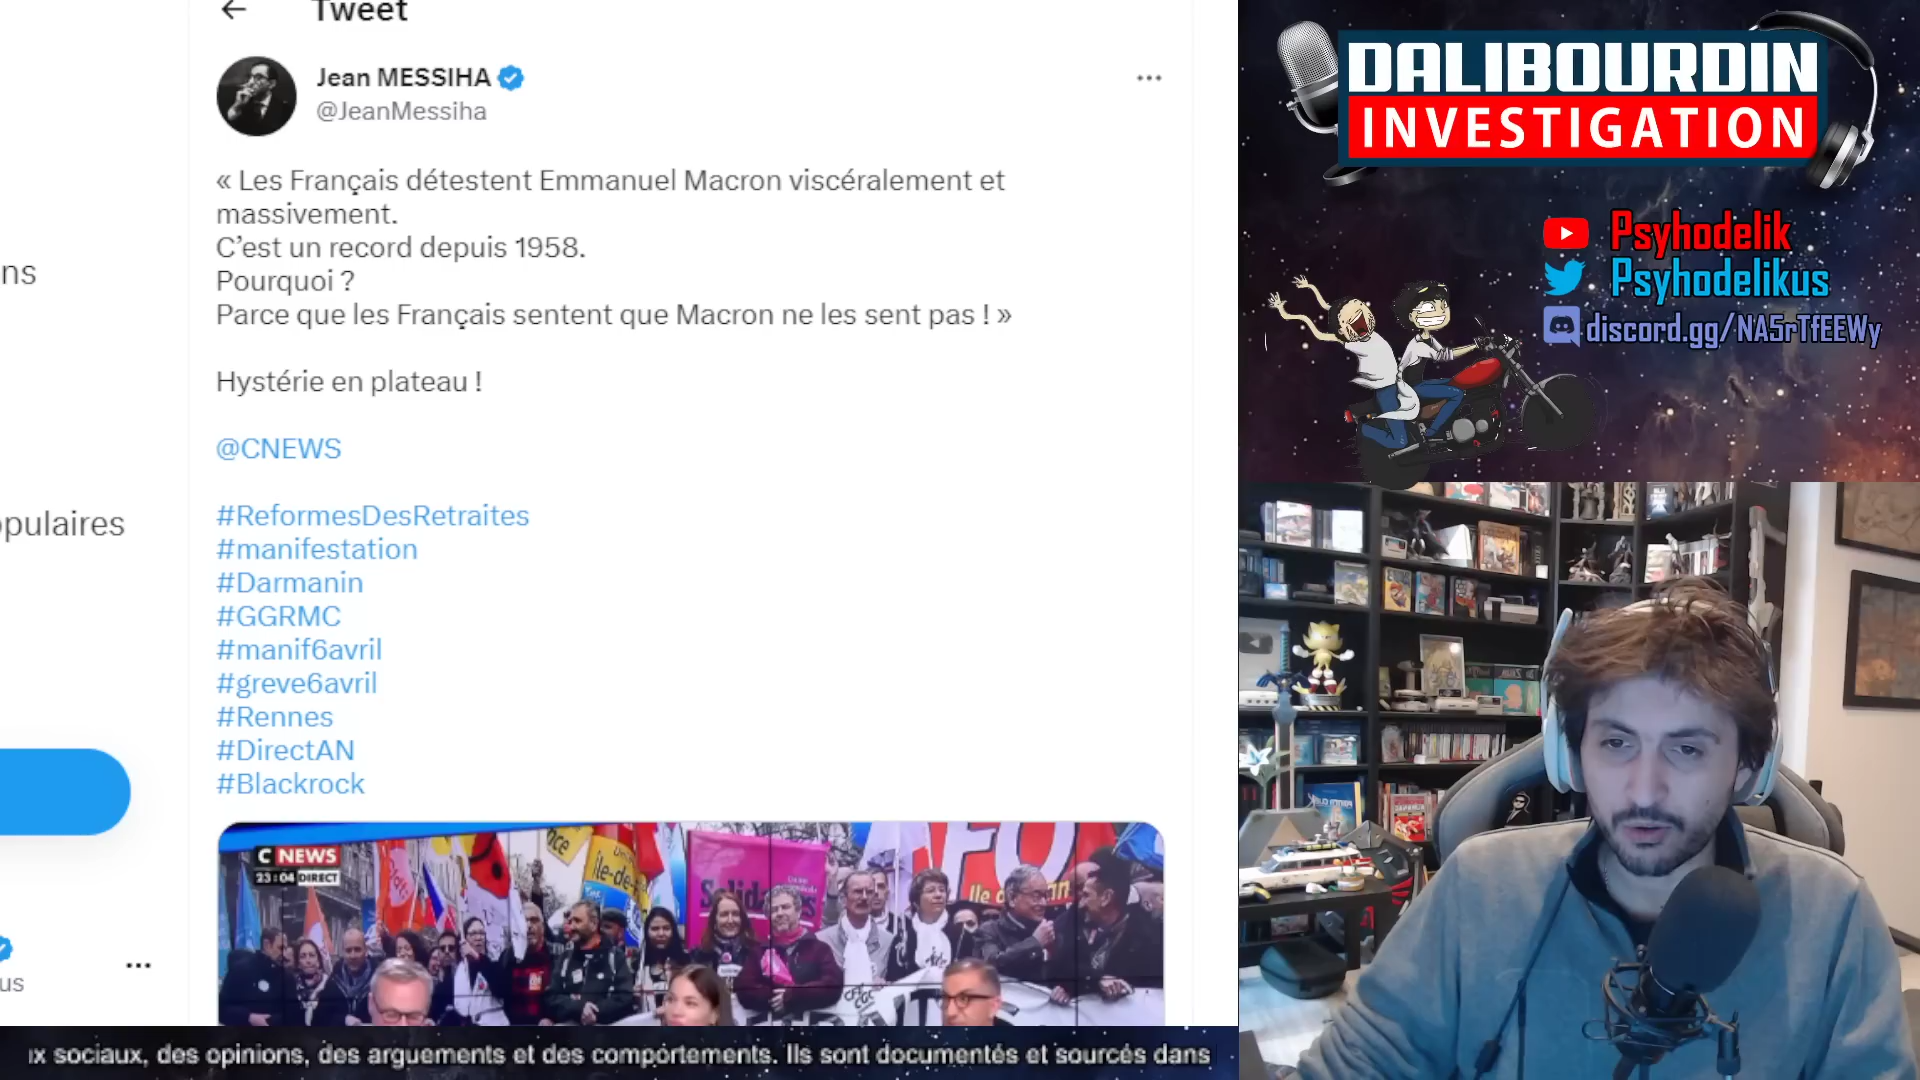 Tweet
Jean MESSIHA
@JeanMessiha
« Les Français détestent Emmanuel Macron viscéralement et
massivement.
C’est un record depuis 1958.
Pourquoi ?
Parce que les Français sentent que Macron ne les sent pas ! »
Hystérie en plateau !
@CNEWS
#ReformesDesRetraites
#manifestation
#Darmanin
#GGRMC
#manif6avril
#greve6avril
#Rennes
#DirectAN
#Blackrock
C NEWS
23:04 DIRECT
FO
ns
opulaires
us
DALIBOURDIN
INVESTIGATION
Psyhodelik
Psyhodelikus
discord.gg/NA5rTfEEWy
ix sociaux, des opinions, des arguements et des comportements. Ils sont documentés et sourcés dans